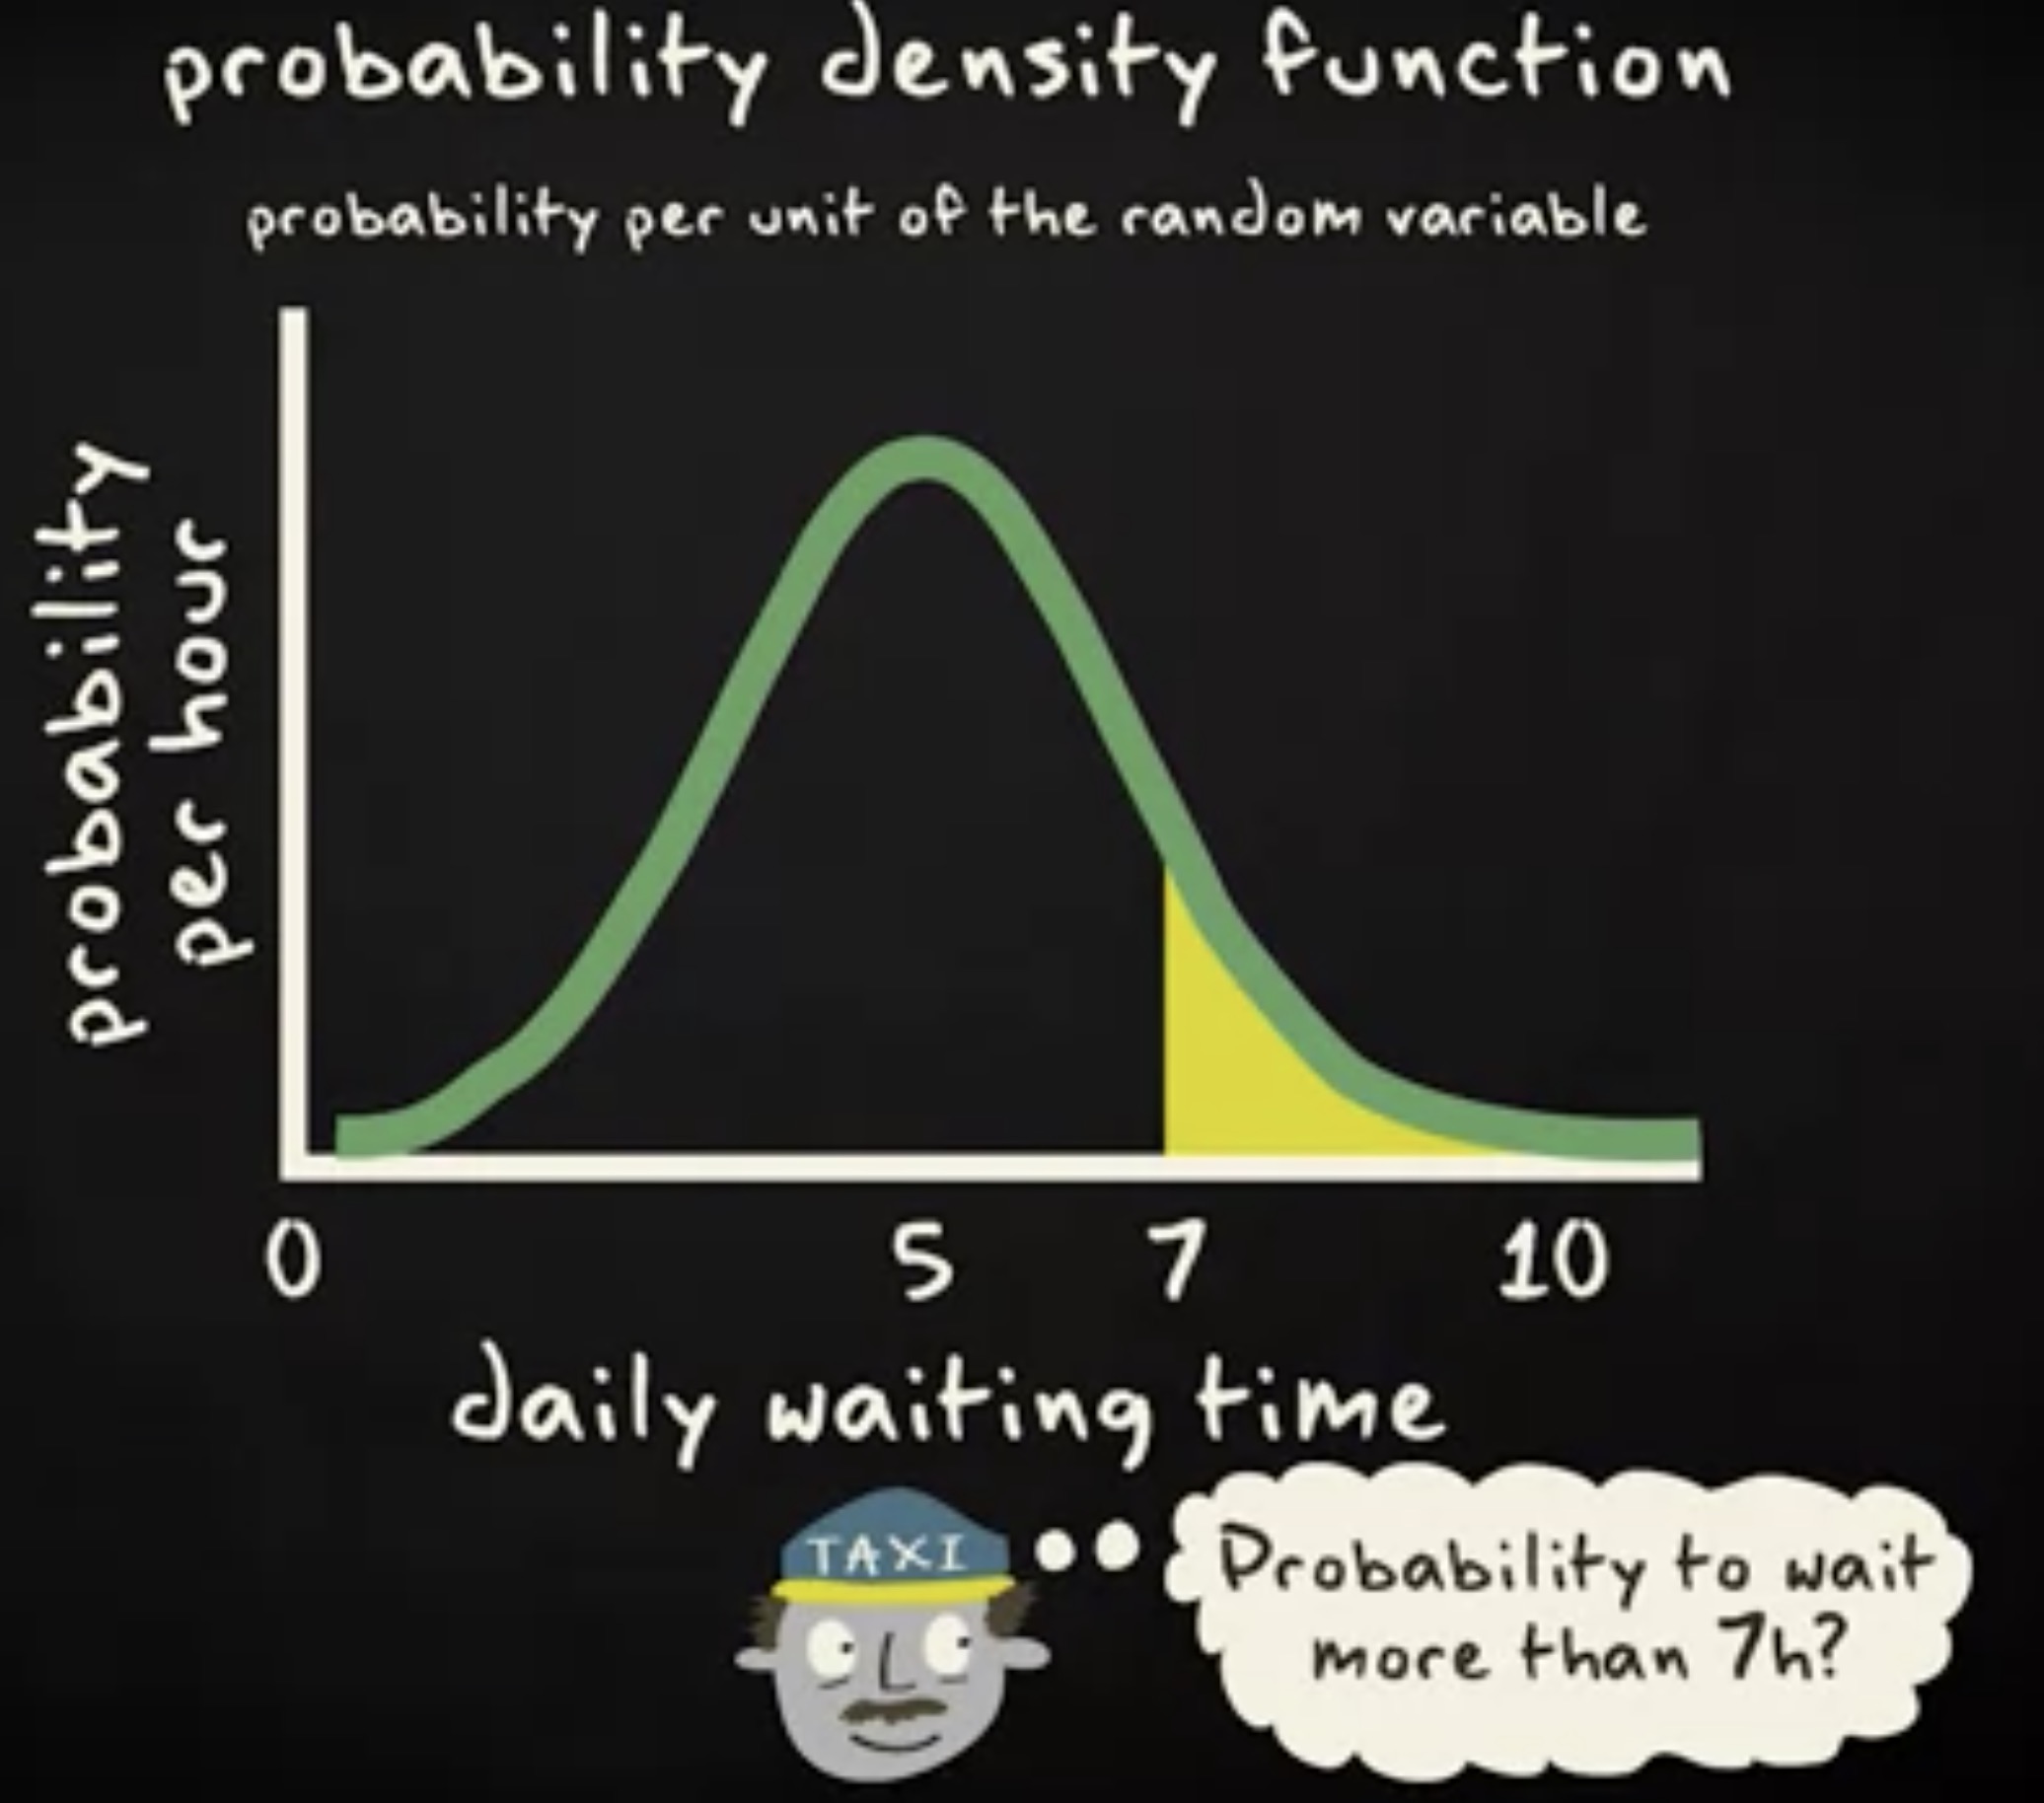 probability density function
probability per unit of the random variable
probability
per hour
0 5 7 10
daily waiting time
TAXI
Probability to wait
more than 7h?